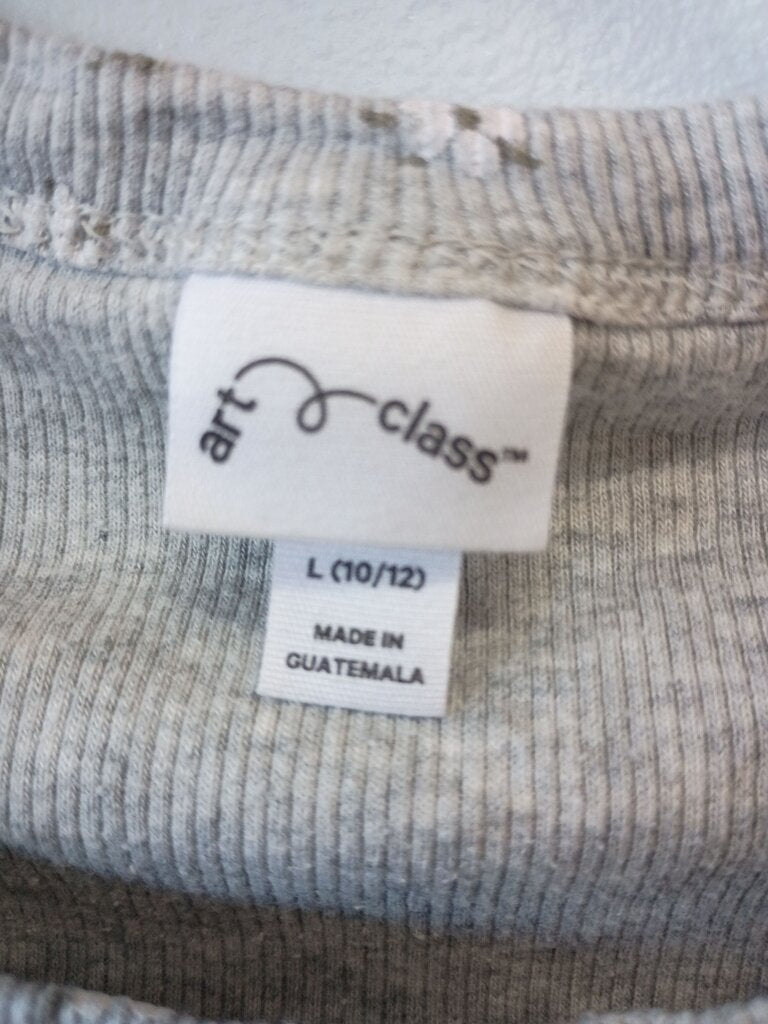 art class™
L (10/12)
MADE IN
GUATEMALA